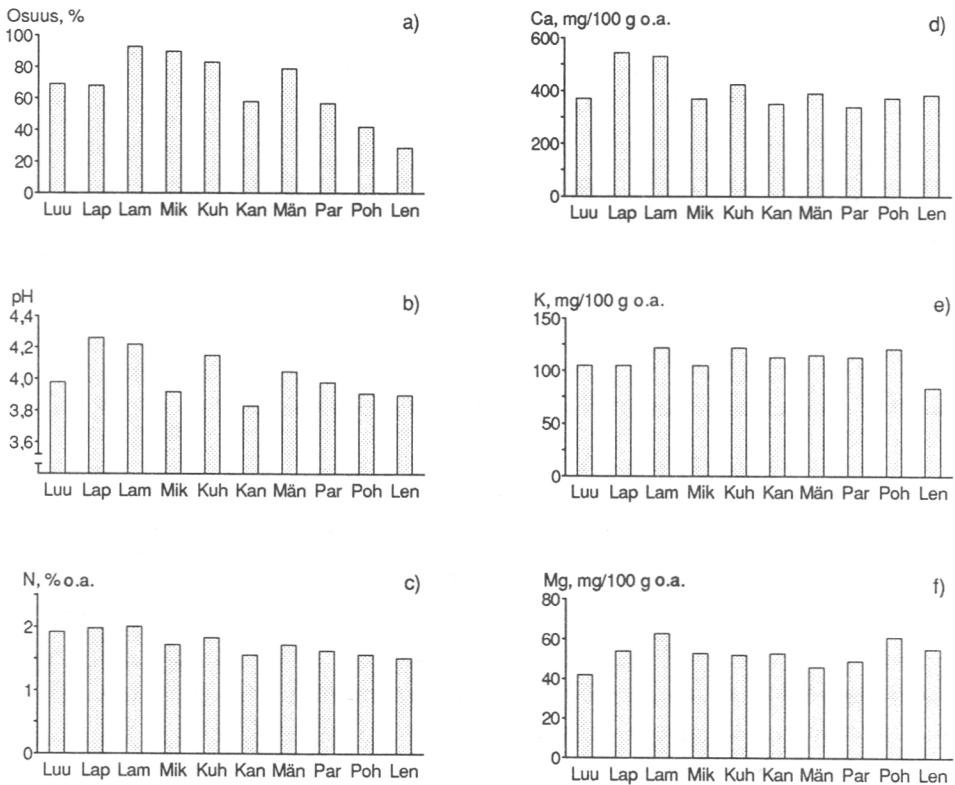 Osuus, %
a)
100
80
60
40
20
0
Luu Lap Lam Mik Kuh Kan Män Par Poh Len
pH
b)
4,4
4,2
4,0
3,8
3,6
Luu Lap Lam Mik Kuh Kan Män Par Poh Len
N, % o.a.
c)
2
1
0
Luu Lap Lam Mik Kuh Kan Män Par Poh Len
Ca, mg/100 g o.a.
d)
600
400
200
0
Luu Lap Lam Mik Kuh Kan Män Par Poh Len
K, mg/100 g o.a.
e)
150
100
50
0
Luu Lap Lam Mik Kuh Kan Män Par Poh Len
Mg, mg/100 g o.a.
f)
80
60
40
20
0
Luu Lap Lam Mik Kuh Kan Män Par Poh Len